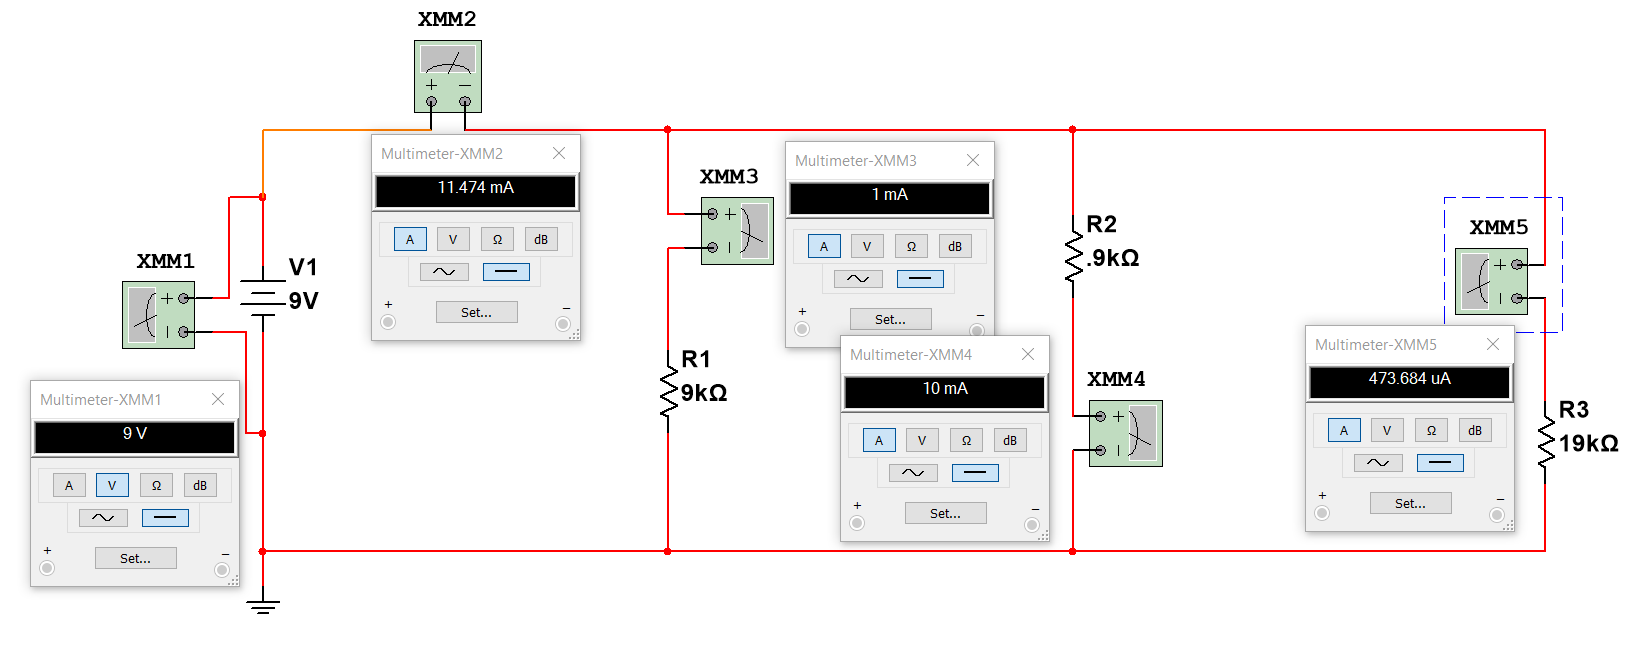 XMM2
+ −
Multimeter-XMM2
11.474 mA
A V Ω dB
+ Set... −
XMM3
+
Multimeter-XMM3
1 mA
A V Ω dB
+ Set... −
R2
.9kΩ
XMM5
+
XMM1
+
V1
9V
Multimeter-XMM1
9 V
A V Ω dB
+ Set... −
R1
9kΩ
Multimeter-XMM4
10 mA
A V Ω dB
+ Set... −
XMM4
+
Multimeter-XMM5
473.684 uA
A V Ω dB
+ Set... −
R3
19kΩ